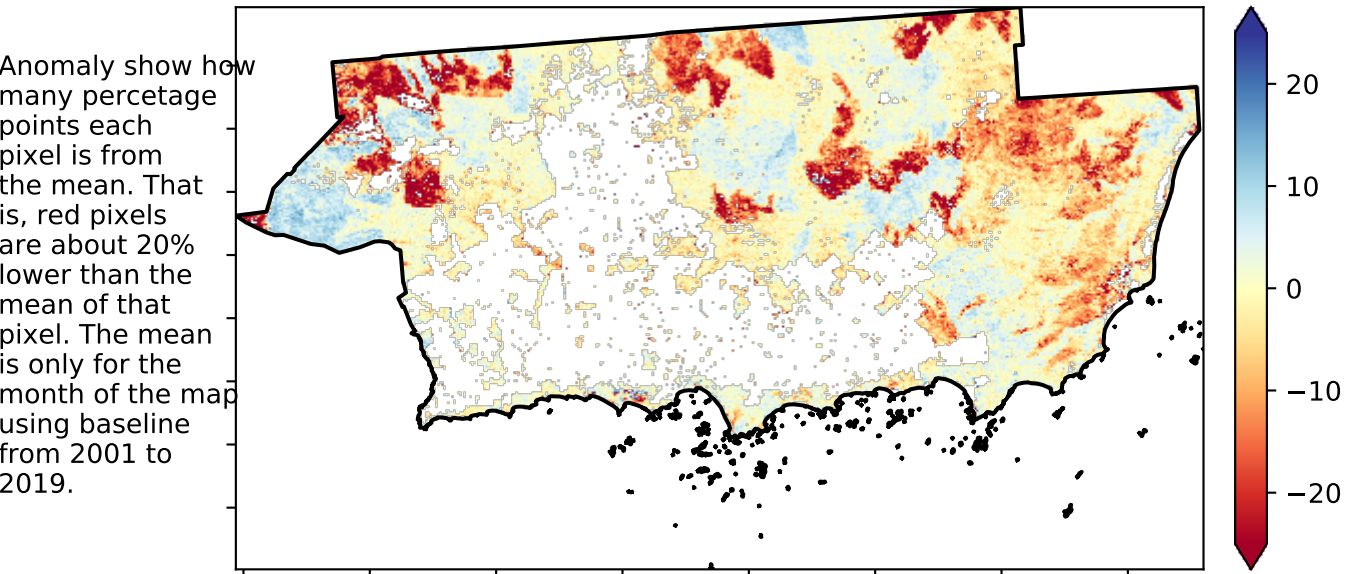 Anomaly show how
many percetage
points each
pixel is from
the mean. That
is, red pixels
are about 20%
lower than the
mean of that
pixel. The mean
is only for the
month of the map
using baseline
from 2001 to
2019.
20
10
0
−10
−20